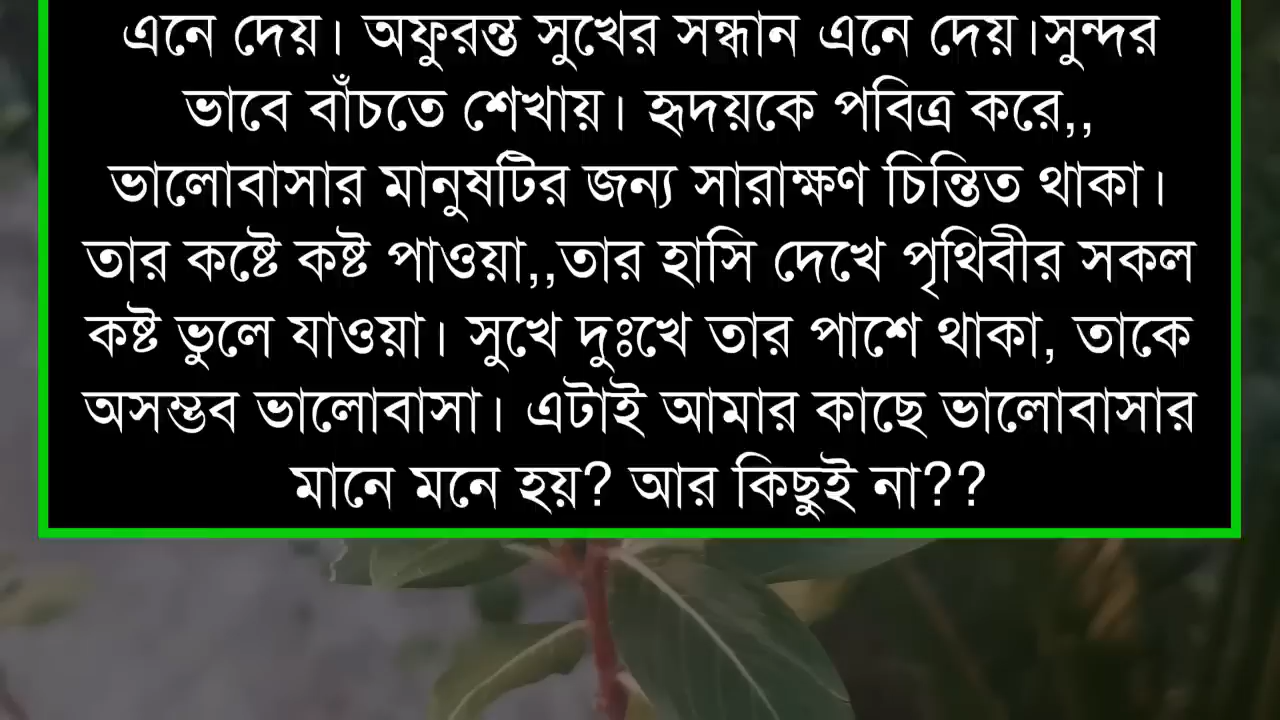 এনে দেয়। অফুরন্ত সুখের সন্ধান এনে দেয়।সুন্দর
ভাবে বাঁচতে শেখায়। হৃদয়কে পবিত্র করে,,
ভালোবাসার মানুষটির জন্য সারাক্ষণ চিন্তিত থাকা।
তার কষ্টে কষ্ট পাওয়া,,তার হাসি দেখে পৃথিবীর সকল
কষ্ট ভুলে যাওয়া। সুখে দুঃখে তার পাশে থাকা, তাকে
অসম্ভব ভালোবাসা। এটাই আমার কাছে ভালোবাসার
মানে মনে হয়? আর কিছুই না??